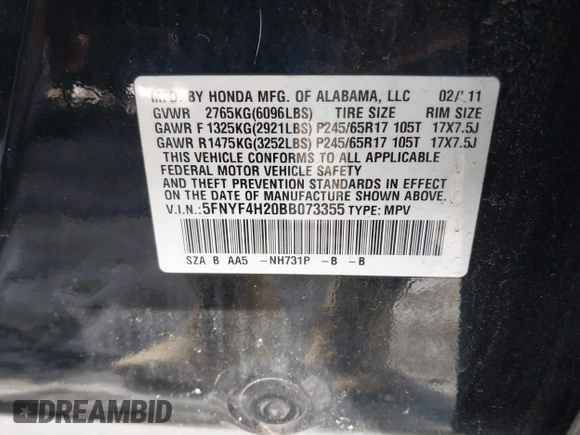 MFD. BY HONDA MFG. OF ALABAMA, LLC 02/11
GVWR 2765KG(6096LBS) TIRE SIZE RIM SIZE
GAWR F 1325KG(2921LBS) P245/65R17 105T 17X7.5J
GAWR R1475KG(3252LBS) P245/65R17 105T 17X7.5J
THIS VEHICLE CONFORMS TO ALL APPLICABLE
FEDERAL MOTOR VEHICLE SAFETY
AND THEFT PREVENTION STANDARDS IN EFFECT
ON THE DATE OF MANUFACTURE SHOWN ABOVE.
V.I.N.:5FNYF4H20BB073355 TYPE: MPV
SZA B AA5 -NH731P -B -B
DREAMBID